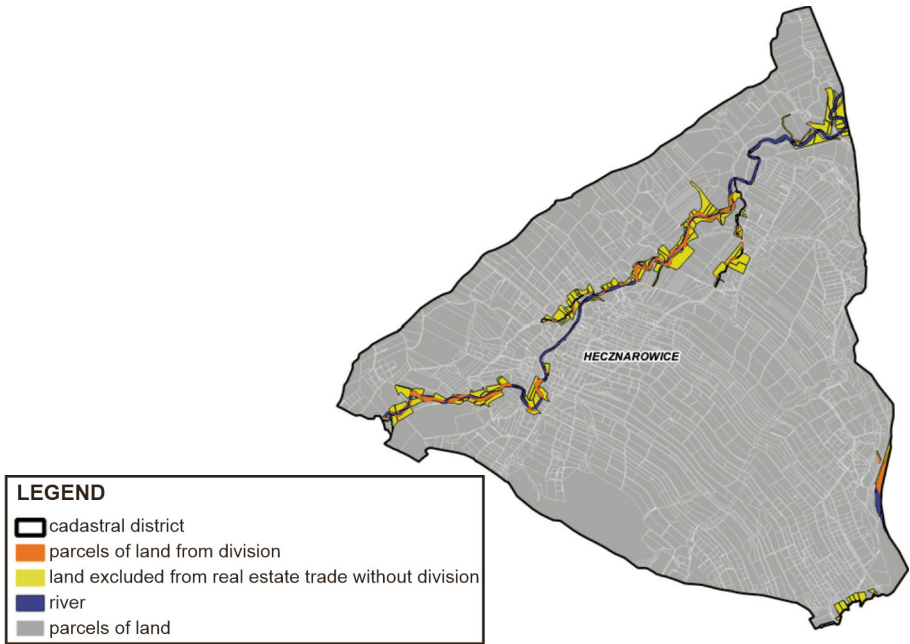 HECZNAROWICE
LEGEND
cadastral district
parcels of land from division
land excluded from real estate trade without division
river
parcels of land